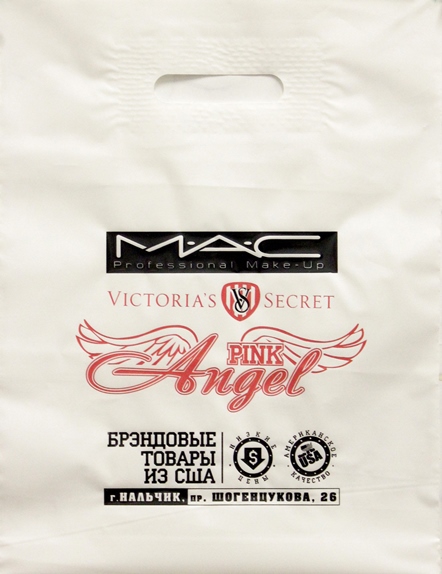 M·A·C
Professional Make-Up
VICTORIA'S VS SECRET
PINK
Angel
БРЭНДОВЫЕ
ТОВАРЫ
ИЗ США
НИЗКИЕ
ЦЕНЫ
$
АМЕРИКАНСКОЕ
USA
КАЧЕСТВО
г.НАЛЬЧИК, пр. ШОГЕНЦУКОВА, 26